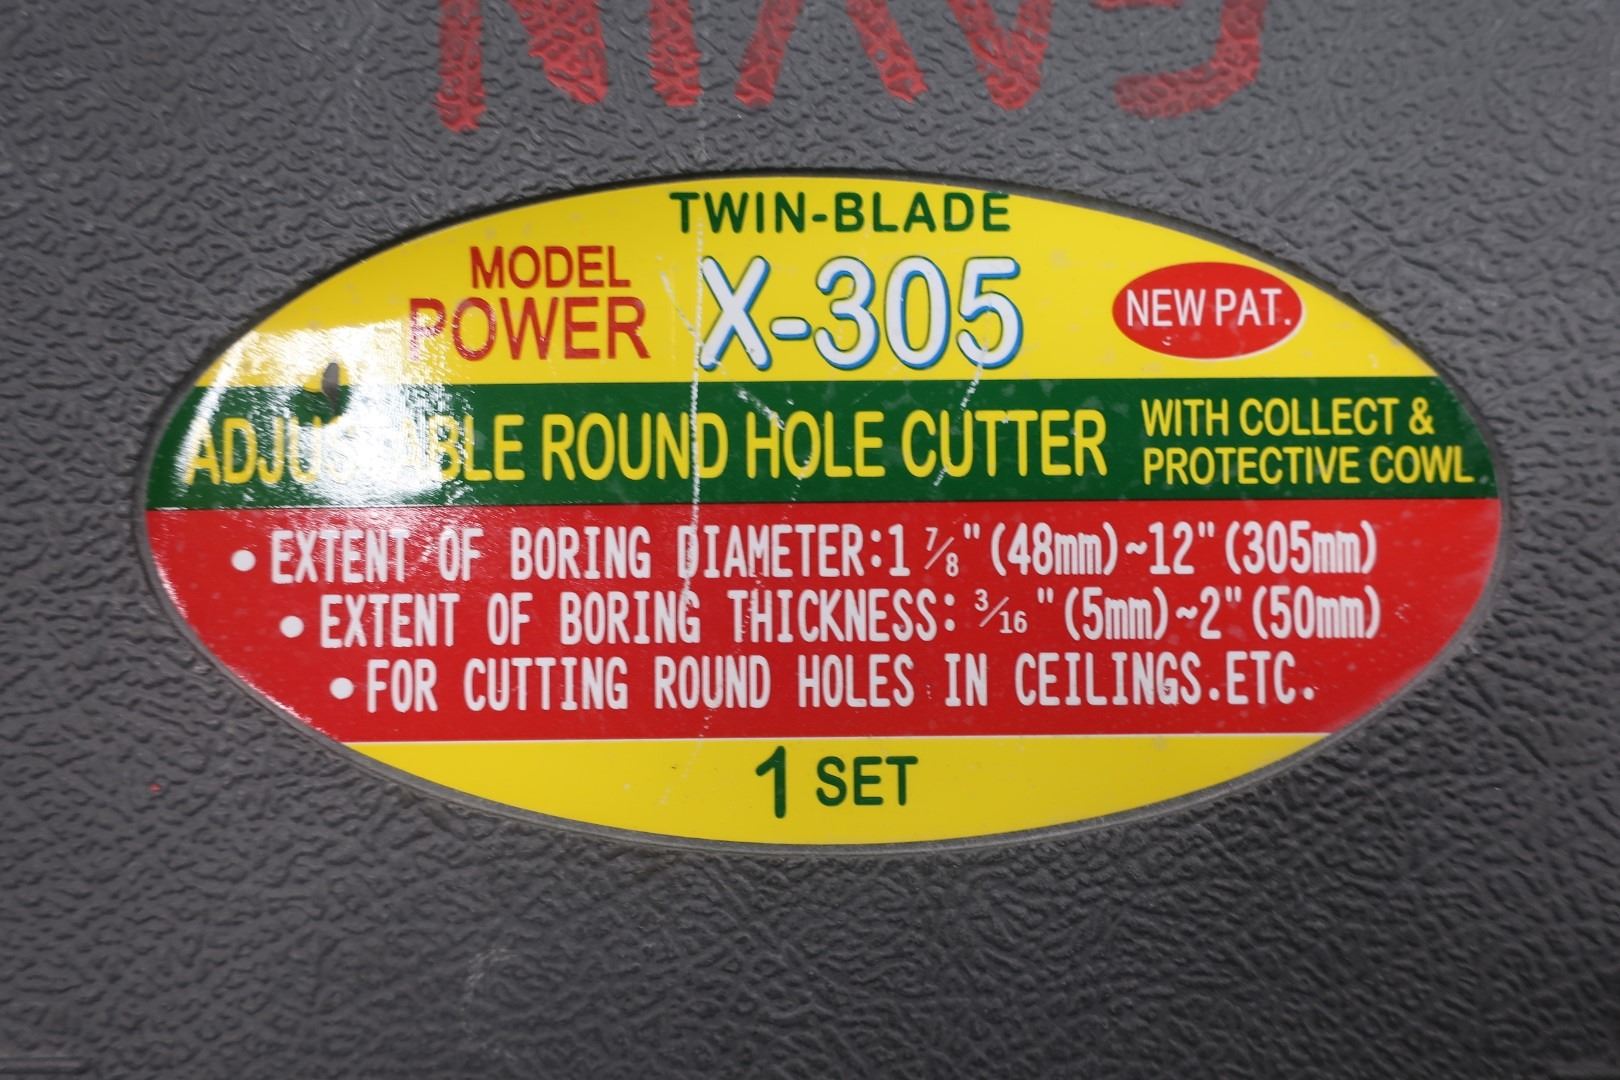 TWIN-BLADE
MODEL
POWER X-305
NEW PAT.
ADJUSTABLE ROUND HOLE CUTTER
WITH COLLECT &
PROTECTIVE COWL
• EXTENT OF BORING DIAMETER:1 7/8"(48mm)~12"(305mm)
• EXTENT OF BORING THICKNESS: 3/16"(5mm)~2"(50mm)
• FOR CUTTING ROUND HOLES IN CEILINGS.ETC.
1 SET